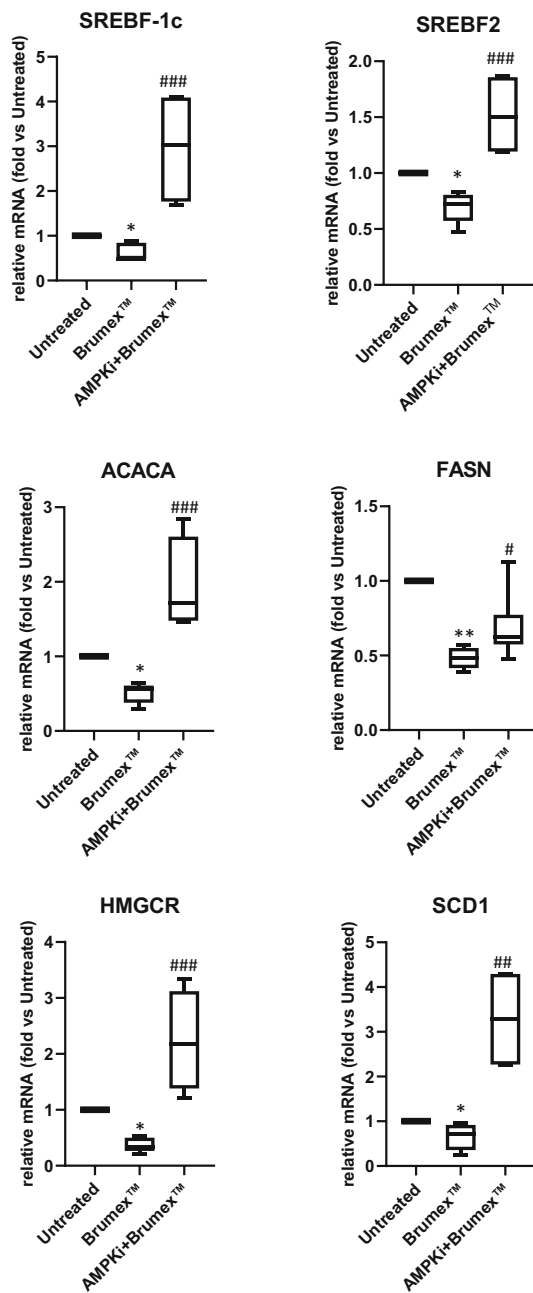 SREBF-1c
relative mRNA (fold vs Untreated)
5
4
3
2
1
0
###
*
Untreated
Brumex™
AMPKi+Brumex™
SREBF2
relative mRNA (fold vs Untreated)
2.0
1.5
1.0
0.5
0.0
###
*
Untreated
Brumex™
AMPKi+Brumex™
ACACA
relative mRNA (fold vs Untreated)
3
2
1
0
###
*
Untreated
Brumex™
AMPKi+Brumex™
FASN
relative mRNA (fold vs Untreated)
1.5
1.0
0.5
0.0
#
**
Untreated
Brumex™
AMPKi+Brumex™
HMGCR
relative mRNA (fold vs Untreated)
4
3
2
1
0
###
*
Untreated
Brumex™
AMPKi+Brumex™
SCD1
relative mRNA (fold vs Untreated)
5
4
3
2
1
0
##
*
Untreated
Brumex™
AMPKi+Brumex™